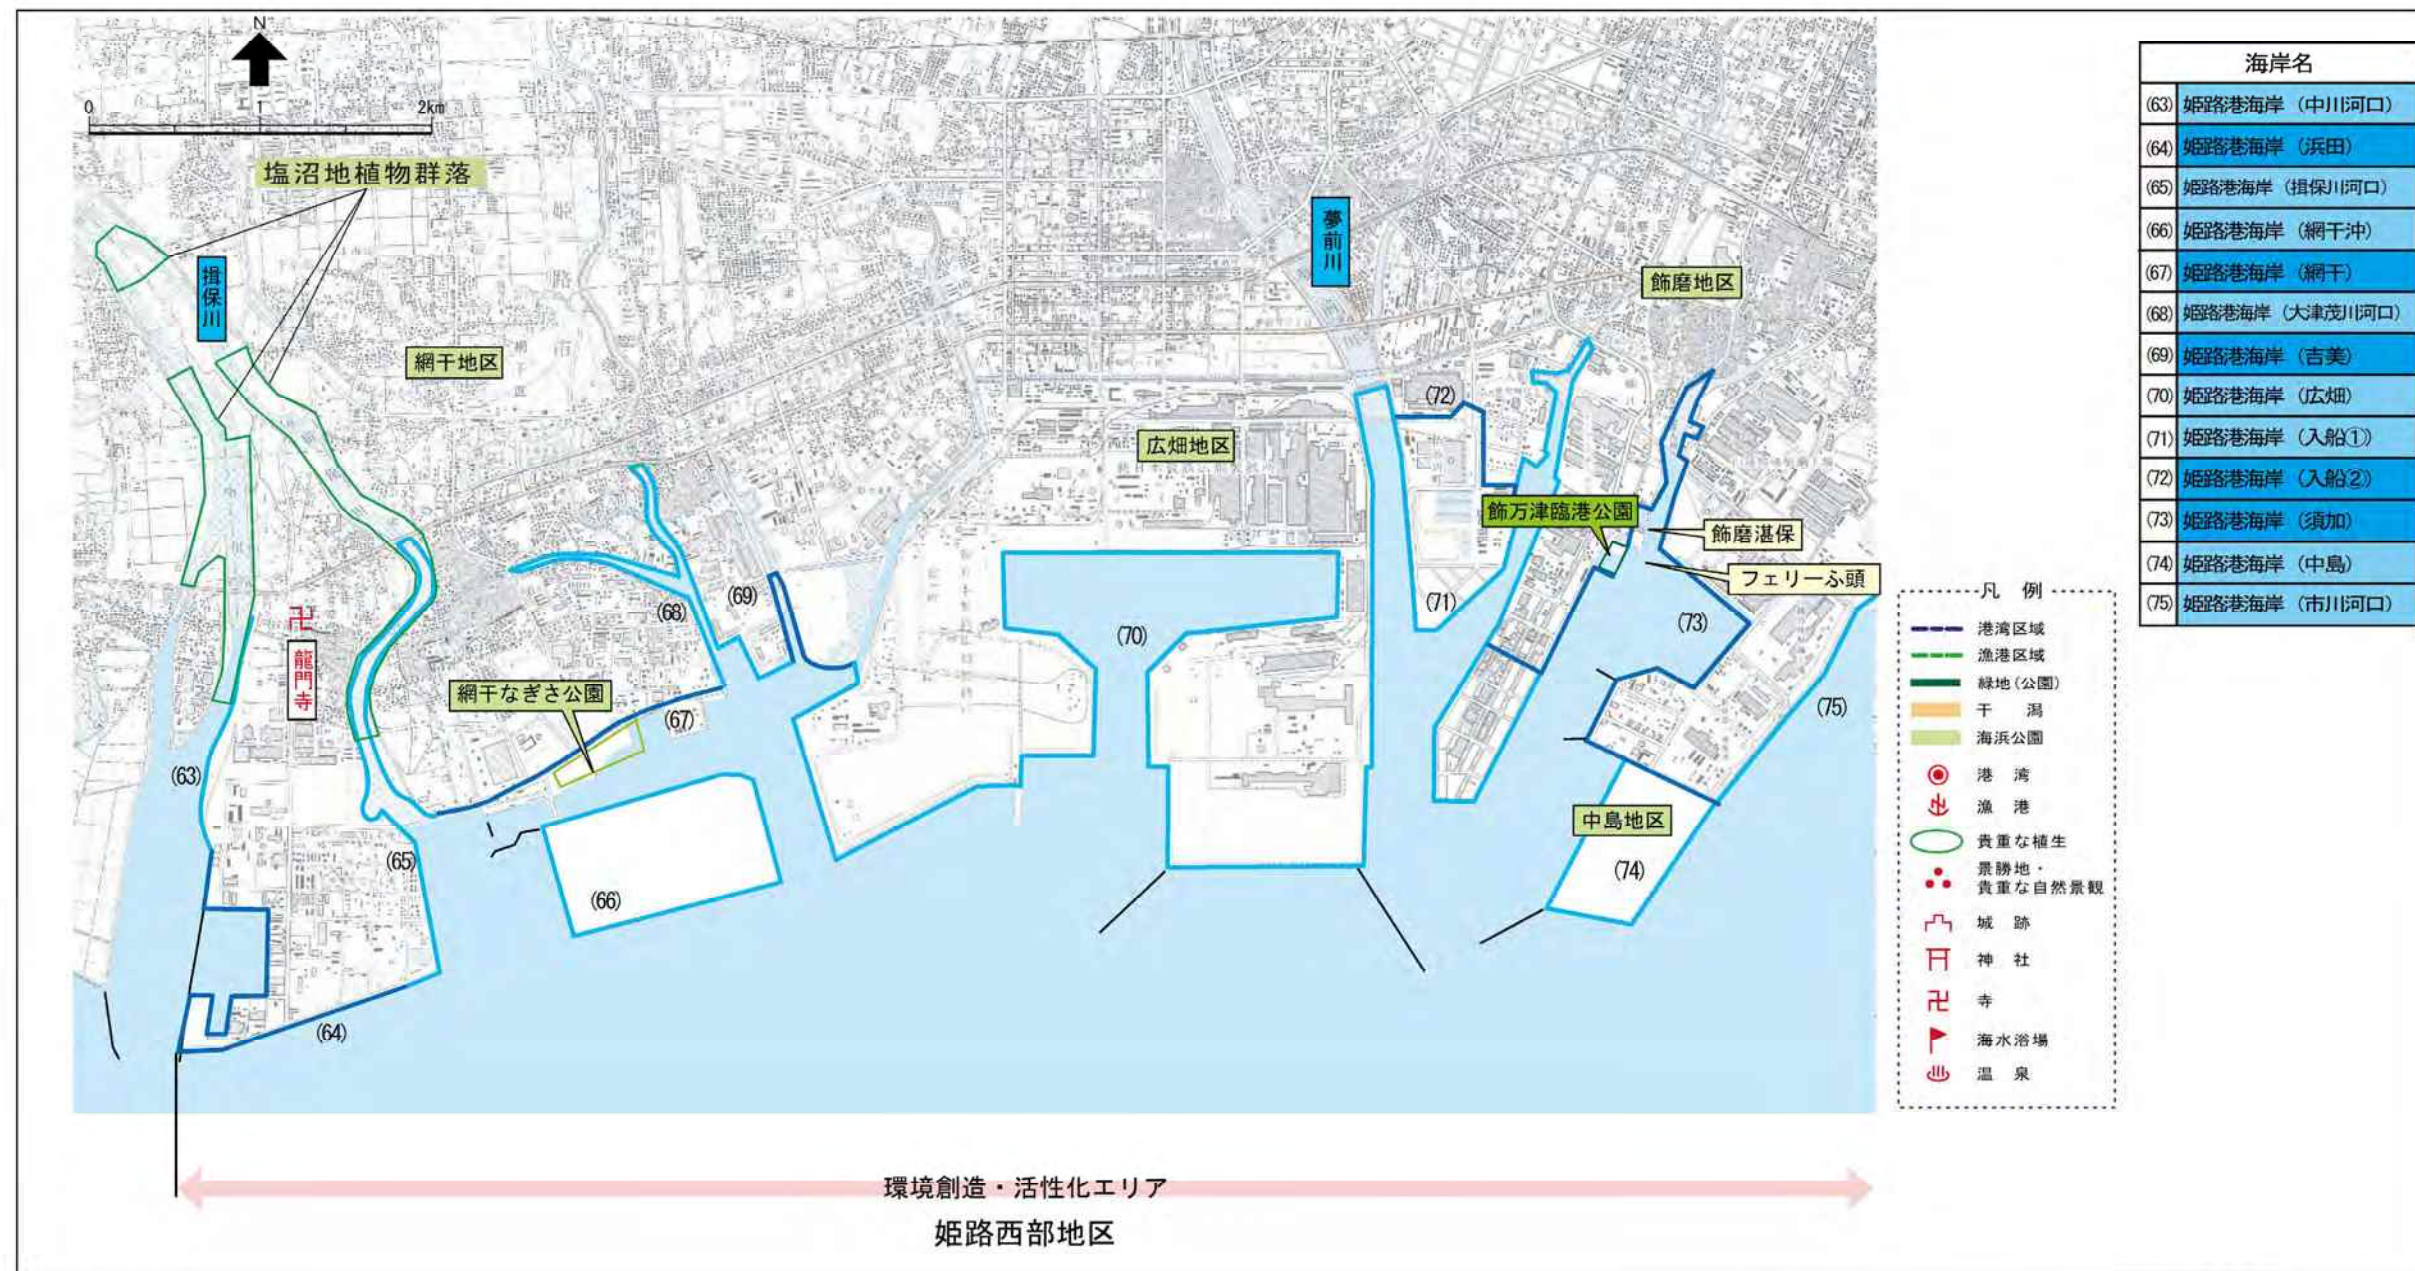 N
0 1 2km
塩沼地植物群落
揖保川
網干地区
龍門寺
網干なぎさ公園
広畑地区
夢前川
飾磨地区
飾万津臨港公園
飾磨湛保
フェリーふ頭
中島地区
(63)
(64)
(65)
(66)
(67)
(68)
(69)
(70)
(71)
(72)
(73)
(74)
(75)
環境創造・活性化エリア
姫路西部地区
凡 例
港湾区域
漁港区域
緑地(公園)
干 潟
海浜公園
港 湾
漁 港
貴重な植生
景勝地・
貴重な自然景観
城 跡
神 社
寺
海水浴場
温 泉
海岸名
(63) 姫路港海岸(中川河口)
(64) 姫路港海岸(浜田)
(65) 姫路港海岸(揖保川河口)
(66) 姫路港海岸(網干沖)
(67) 姫路港海岸(網干)
(68) 姫路港海岸(大津茂川河口)
(69) 姫路港海岸(吉美)
(70) 姫路港海岸(広畑)
(71) 姫路港海岸(入船①)
(72) 姫路港海岸(入船②)
(73) 姫路港海岸(須加)
(74) 姫路港海岸(中島)
(75) 姫路港海岸(市川河口)